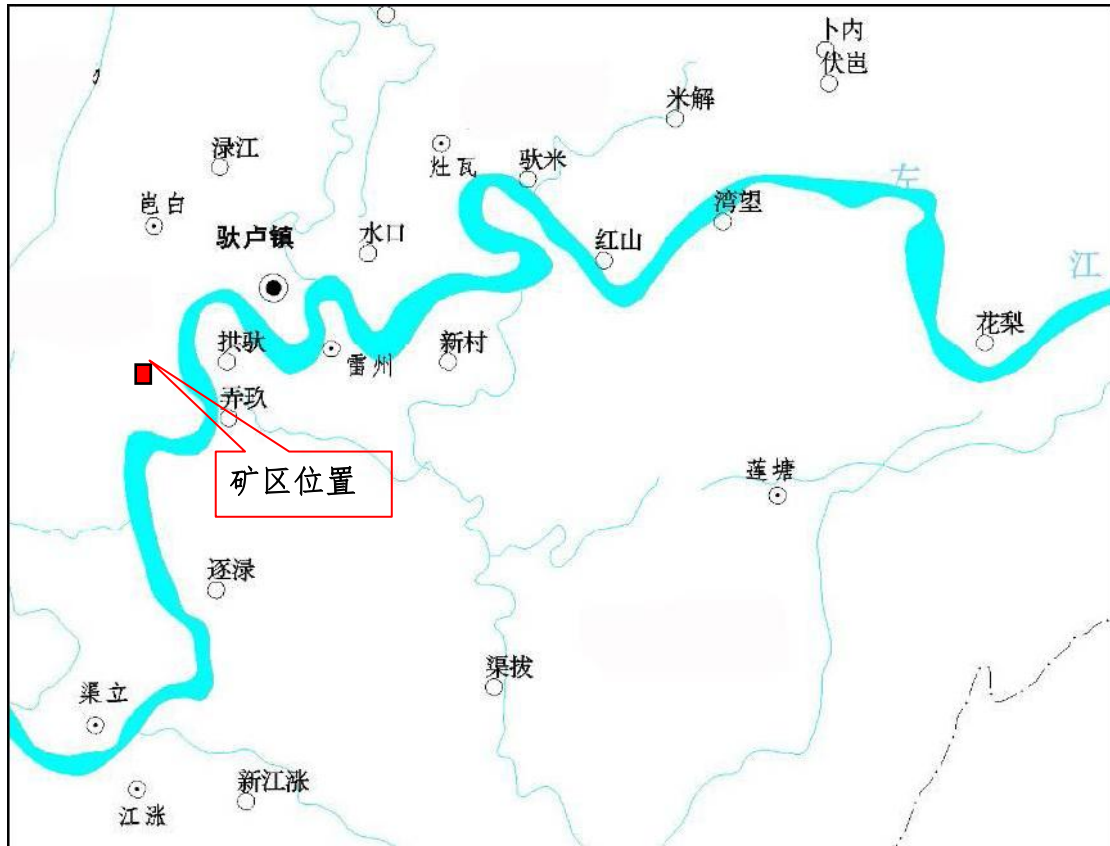 卜内
伏岜
米解
渌江
灶瓦
驮米
左
岜白
湾望
驮卢镇
水口
红山
江
花梨
拱驮
雷州
新村
弄玖
莲塘
矿区位置
逐渌
渠拔
渠立
新江涨
江涨